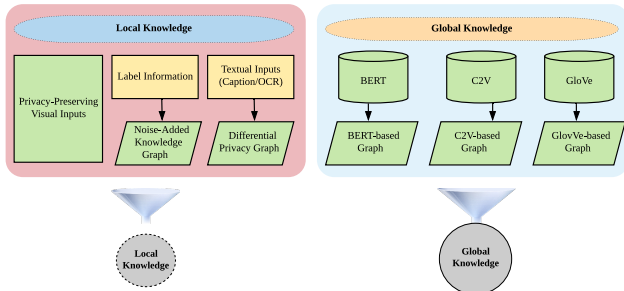 Local Knowledge
Privacy-Preserving
Visual Inputs
Label Information
Textual Inputs
(Caption/OCR)
Noise-Added
Knowledge
Graph
Differential
Privacy Graph
Local
Knowledge
Global Knowledge
BERT
C2V
GloVe
BERT-based
Graph
C2V-based
Graph
GlovVe-based
Graph
Global
Knowledge